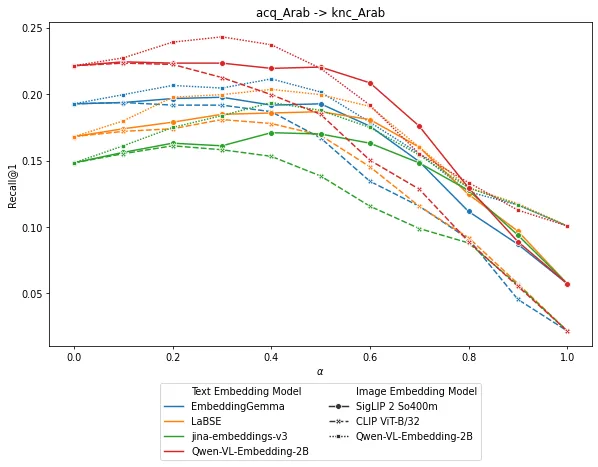 acq_Arab -> knc_Arab
0.25
0.20
0.15
0.10
0.05
Recall@1
0.0 0.2 0.4 0.6 0.8 1.0
α
Text Embedding Model
EmbeddingGemma
LaBSE
jina-embeddings-v3
Qwen-VL-Embedding-2B
Image Embedding Model
SigLIP 2 So400m
CLIP ViT-B/32
Qwen-VL-Embedding-2B